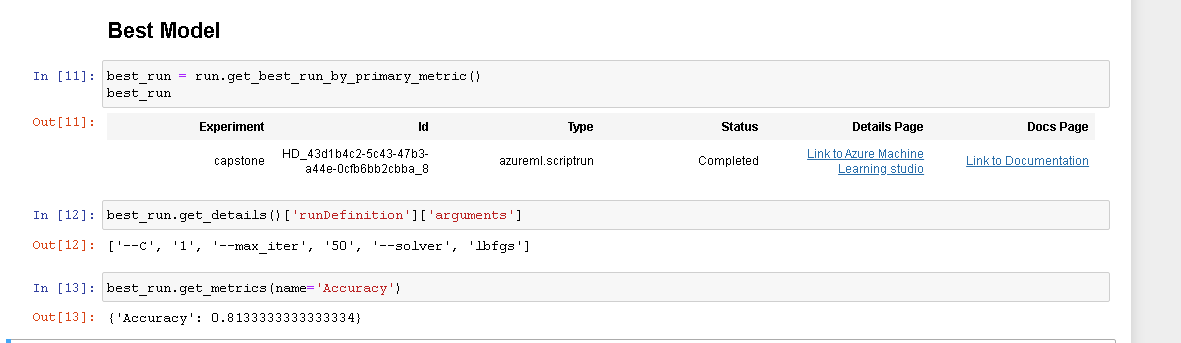 Best Model
In [11]: best_run = run.get_best_run_by_primary_metric()
best_run
Out[11]: Experiment Id Type Status Details Page Docs Page
capstone HD_43d1b4c2-5c43-47b3-a44e-0cfb6bb2cbba_8 azureml.scriptrun Completed Link to Azure Machine Learning studio Link to Documentation
In [12]: best_run.get_details()['runDefinition']['arguments']
Out[12]: ['--C', '1', '--max_iter', '50', '--solver', 'lbfgs']
In [13]: best_run.get_metrics(name='Accuracy')
Out[13]: {'Accuracy': 0.8133333333333334}